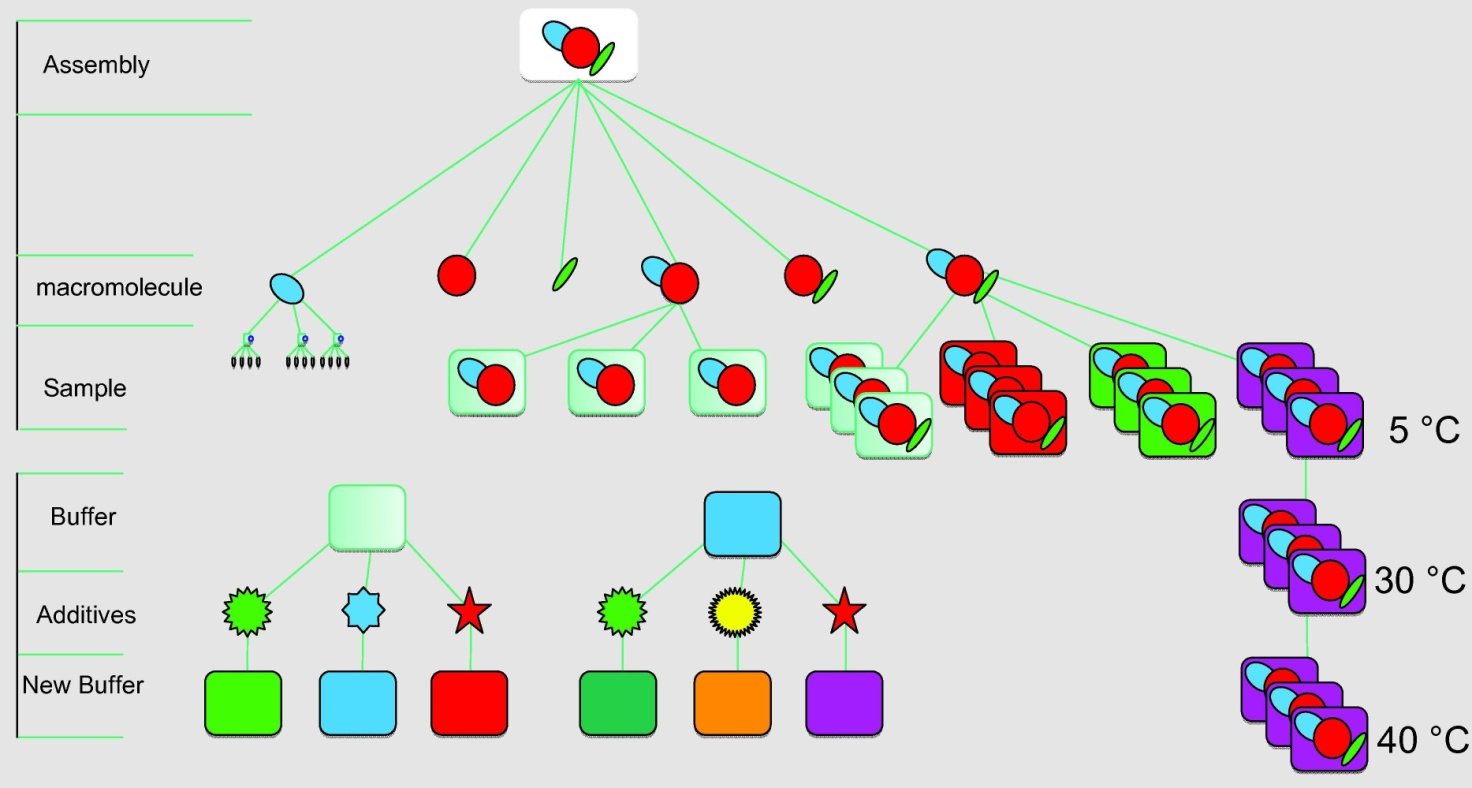 Assembly
macromolecule
Sample
5 °C
Buffer
30 °C
Additives
New Buffer
40 °C